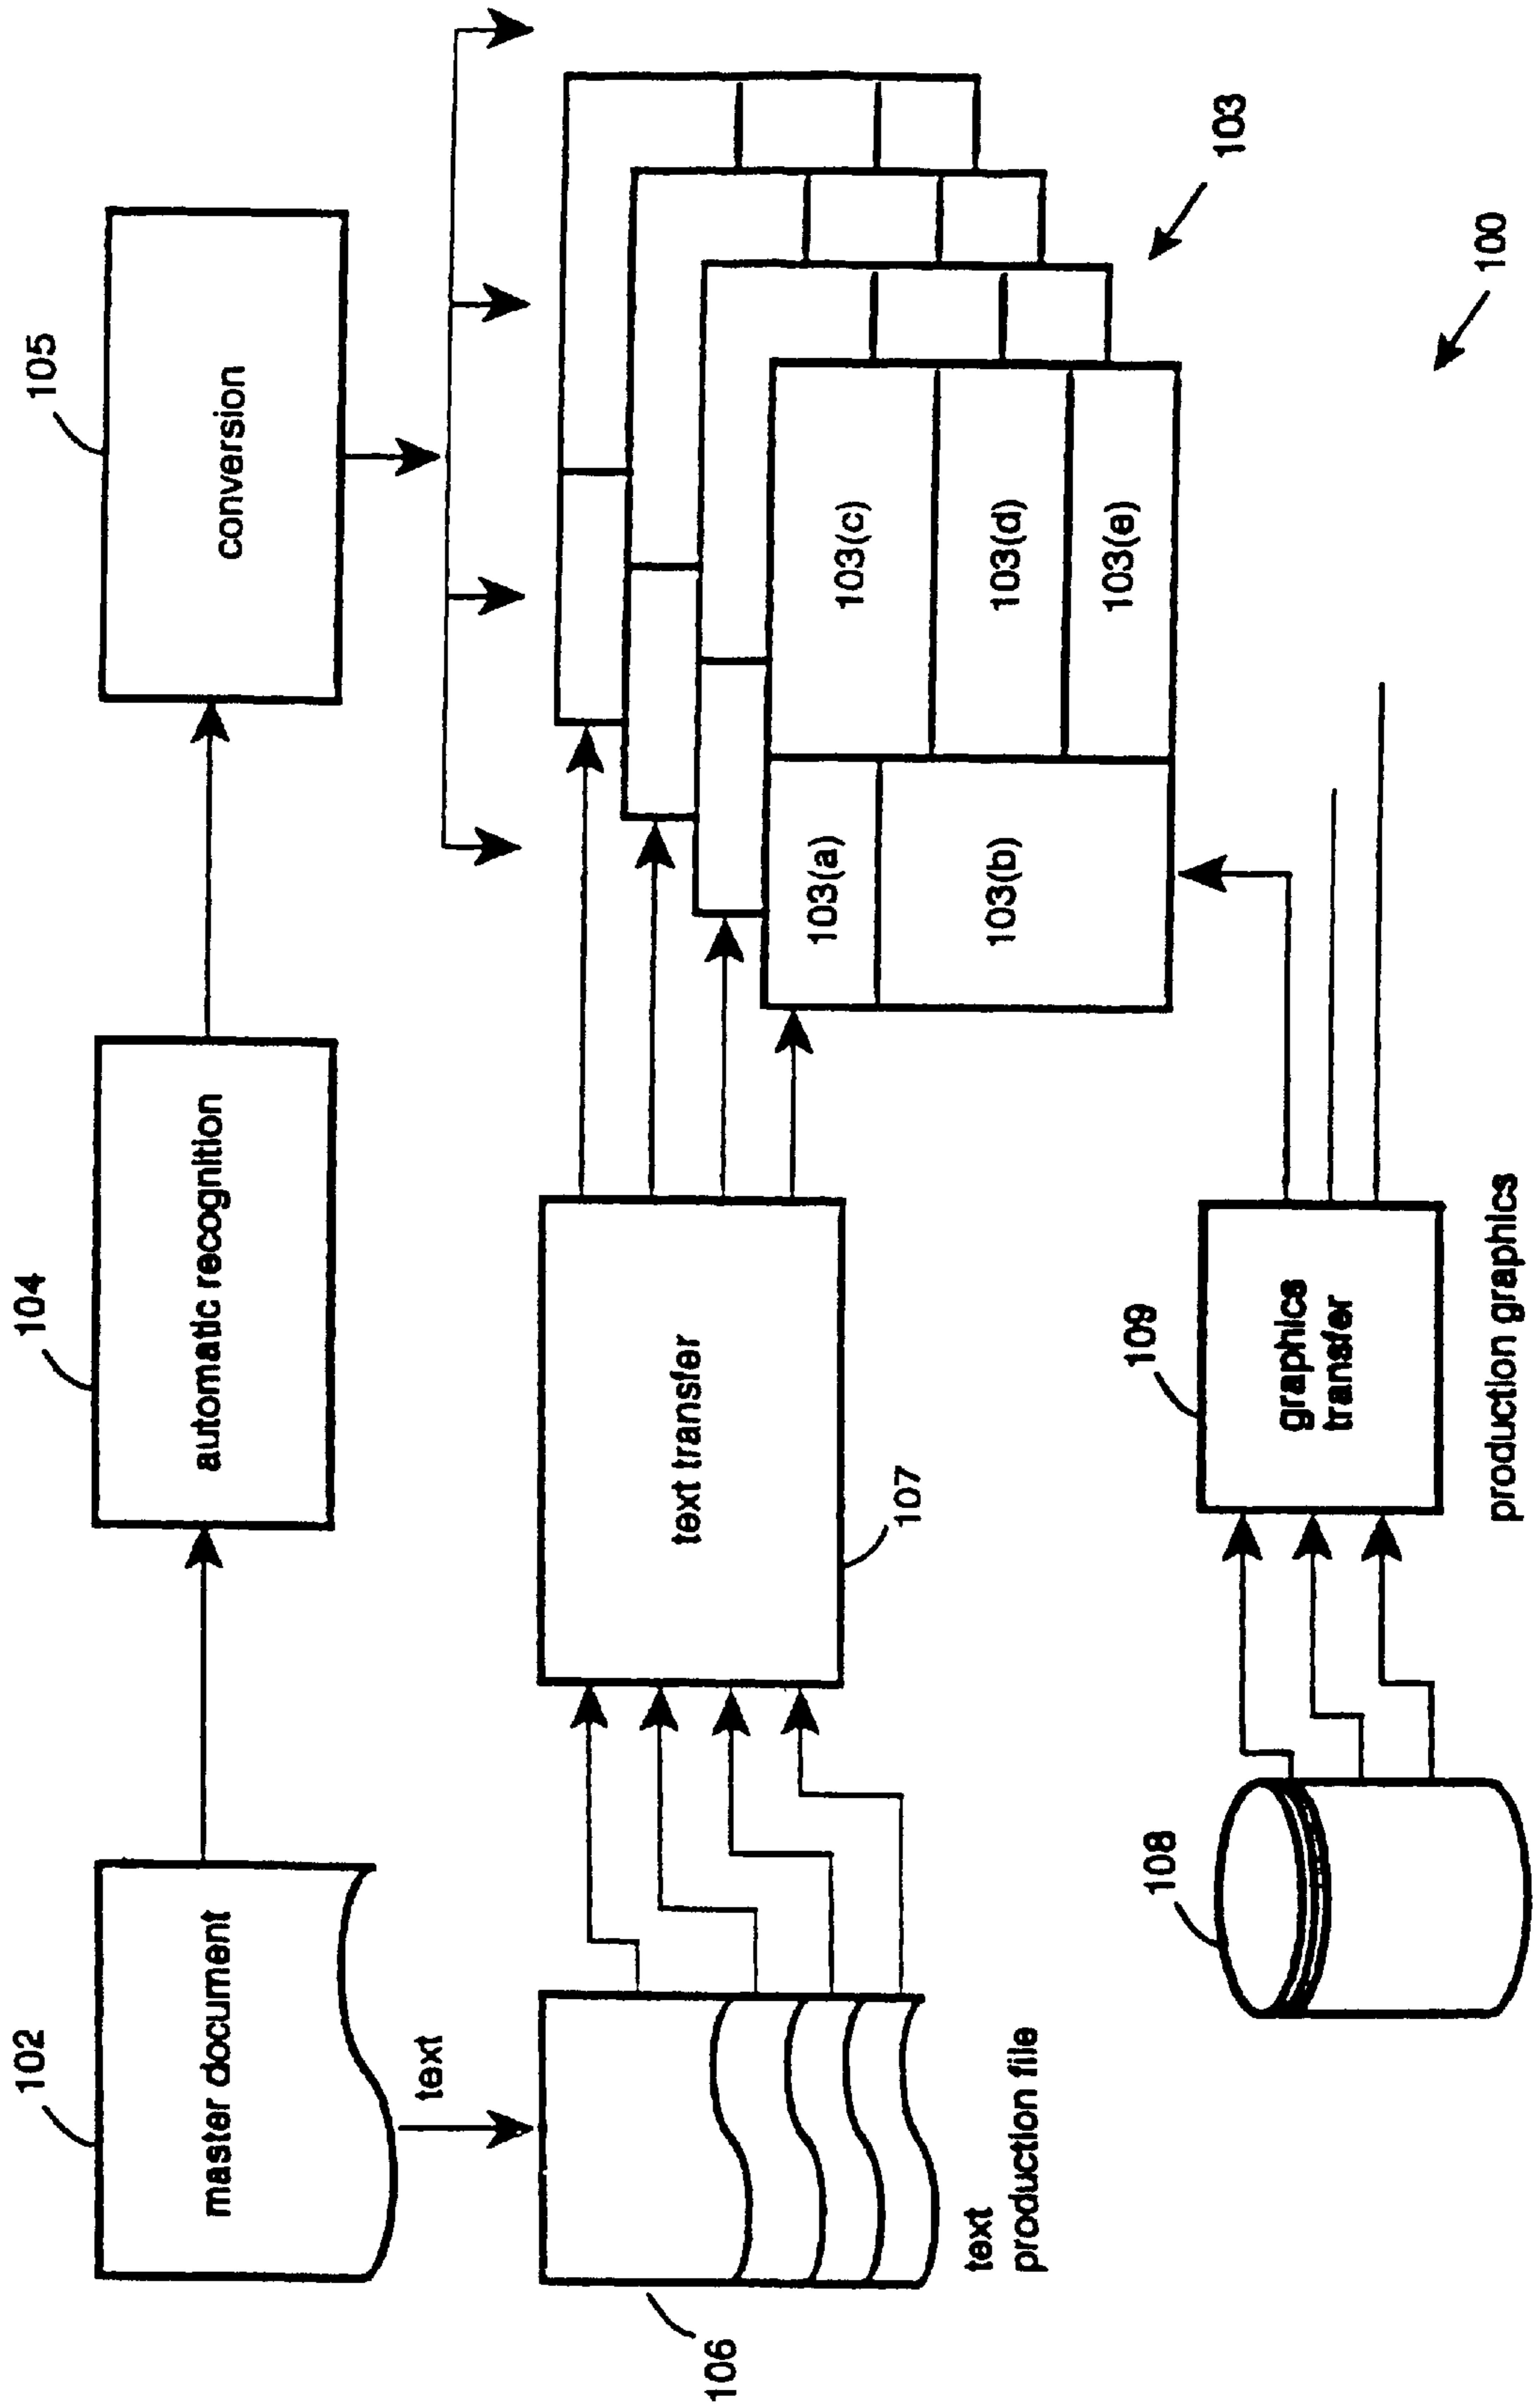 102
master document
104
automatic recognition
105
conversion
text
106
text
production file
text transfer
107
103(a)
103(b)
103(c)
103(d)
103(e)
103
108
109
graphics
transfer
production graphics
100